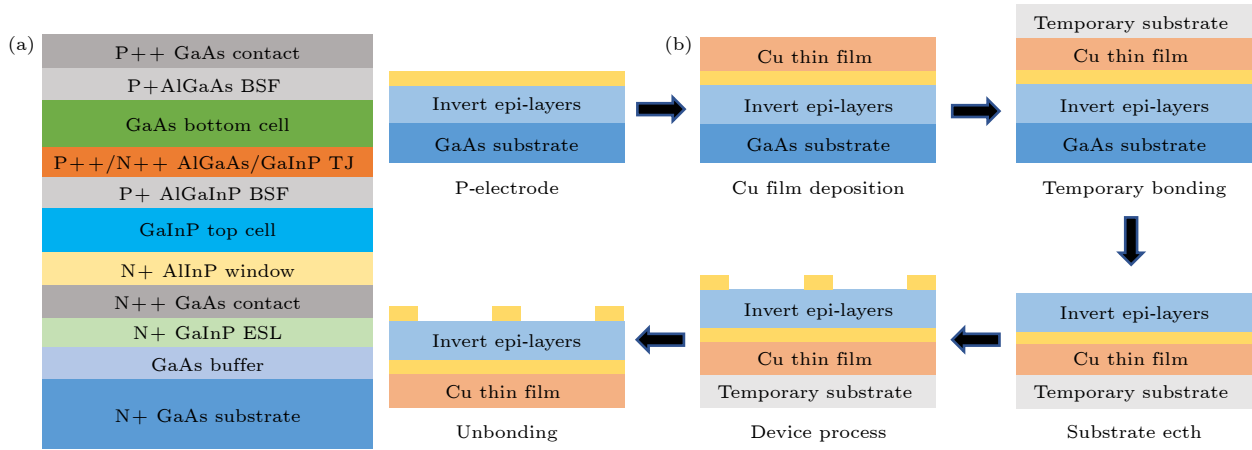 (a)
P++ GaAs contact
P+AlGaAs BSF
GaAs bottom cell
P++/N++ AlGaAs/GaInP TJ
P+ AlGaInP BSF
GaInP top cell
N+ AlInP window
N++ GaAs contact
N+ GaInP ESL
GaAs buffer
N+ GaAs substrate
(b)
Invert epi-layers
GaAs substrate
P-electrode
Cu thin film
Invert epi-layers
GaAs substrate
Cu film deposition
Temporary substrate
Cu thin film
Invert epi-layers
GaAs substrate
Temporary bonding
Invert epi-layers
Cu thin film
Temporary substrate
Substrate ecth
Invert epi-layers
Cu thin film
Temporary substrate
Device process
Invert epi-layers
Cu thin film
Unbonding